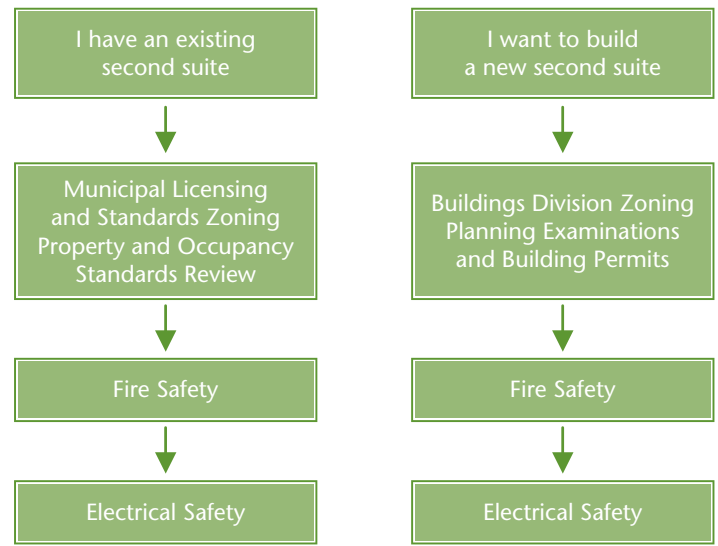 I have an existing
second suite
Municipal Licensing
and Standards Zoning
Property and Occupancy
Standards Review
Fire Safety
Electrical Safety
I want to build
a new second suite
Buildings Division Zoning
Planning Examinations
and Building Permits
Fire Safety
Electrical Safety